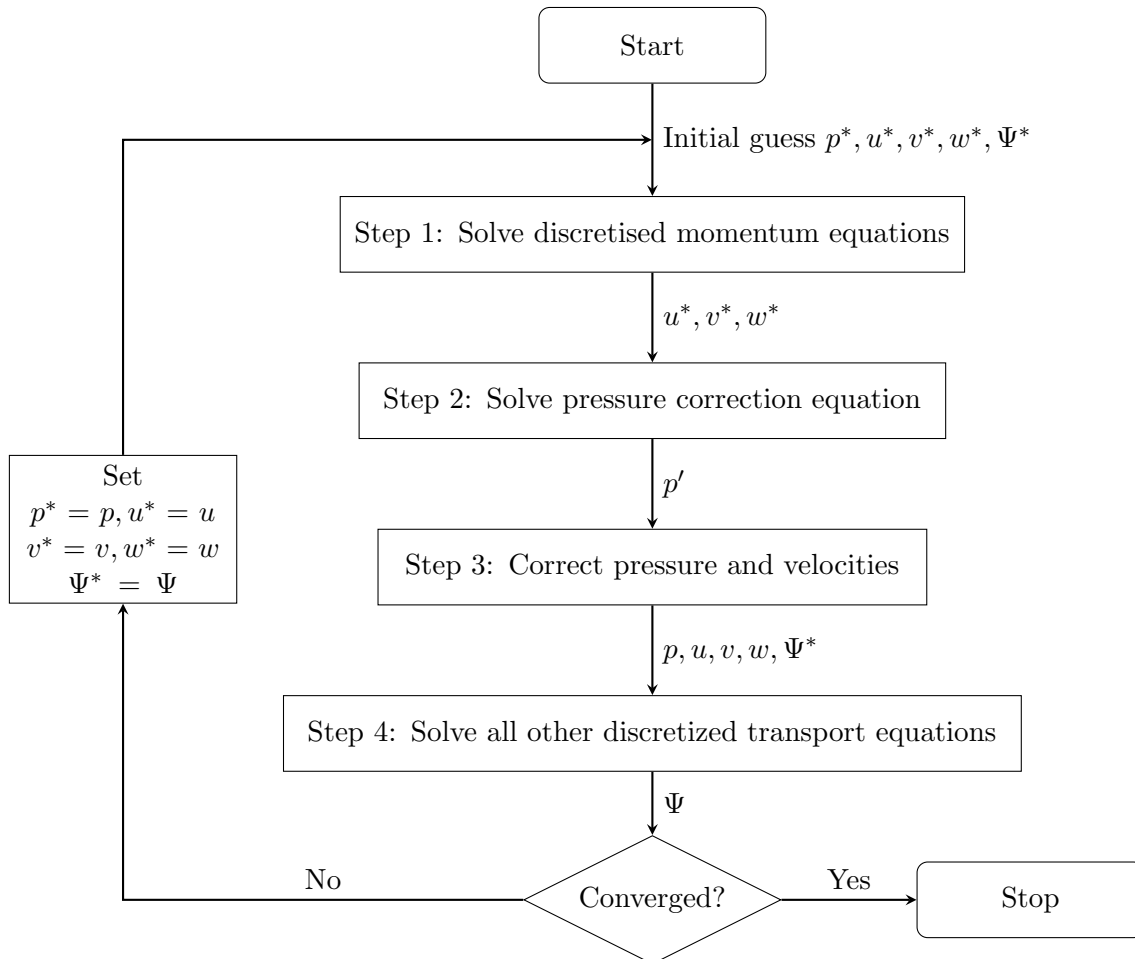 Start
Initial guess p*, u*, v*, w*, Ψ*
Step 1: Solve discretised momentum equations
u*, v*, w*
Step 2: Solve pressure correction equation
p′
Step 3: Correct pressure and velocities
p, u, v, w, Ψ*
Step 4: Solve all other discretized transport equations
Ψ
Converged?
Yes
Stop
No
Set
p* = p, u* = u
v* = v, w* = w
Ψ* = Ψ